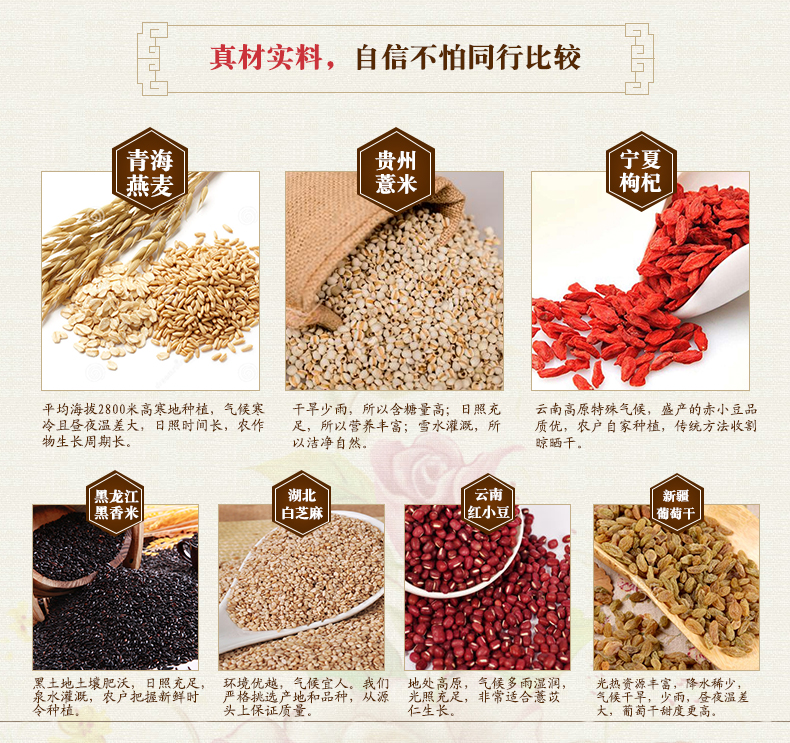 真材实料，自信不怕同行比较
青海
燕麦
贵州
薏米
宁夏
枸杞
平均海拔2800米高寒地种植，气候寒
冷且昼夜温差大，日照时间长，农作
物生长周期长。
干旱少雨，所以含糖量高；日照充
足，所以营养丰富；雪水灌溉，所
以洁净自然。
云南高原特殊气候，盛产的赤小豆品
质优，农户自家种植，传统方法收割
晾晒干。
黑龙江
黑香米
湖北
白芝麻
云南
红小豆
新疆
葡萄干
黑土地土壤肥沃，日照充足，
泉水灌溉，农户把握新鲜时
令种植。
环境优越，气候宜人。我们
严格挑选产地和品种，从源
头上保证质量。
地处高原，气候多雨湿润，
光照充足，非常适合薏苡
仁生长。
光热资源丰富，降水稀少，
气候干旱，少雨，昼夜温差
大，葡萄干甜度更高。